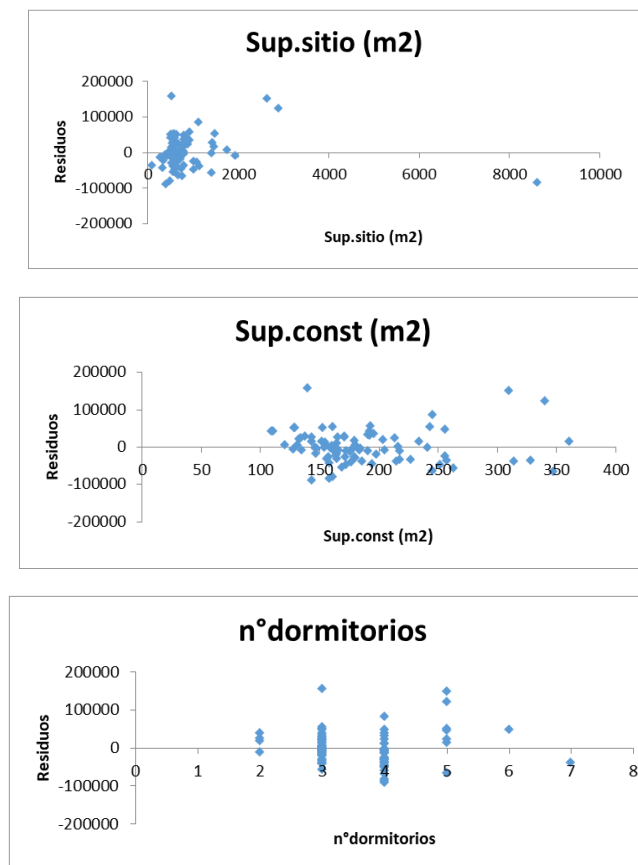 Sup.sitio (m2)
200000
100000
0
-100000
-200000
Residuos
0 2000 4000 6000 8000 10000
Sup.sitio (m2)
Sup.const (m2)
200000
100000
0
-100000
-200000
Residuos
0 50 100 150 200 250 300 350 400
Sup.const (m2)
n°dormitorios
200000
100000
0
-100000
-200000
Residuos
0 1 2 3 4 5 6 7 8
n°dormitorios